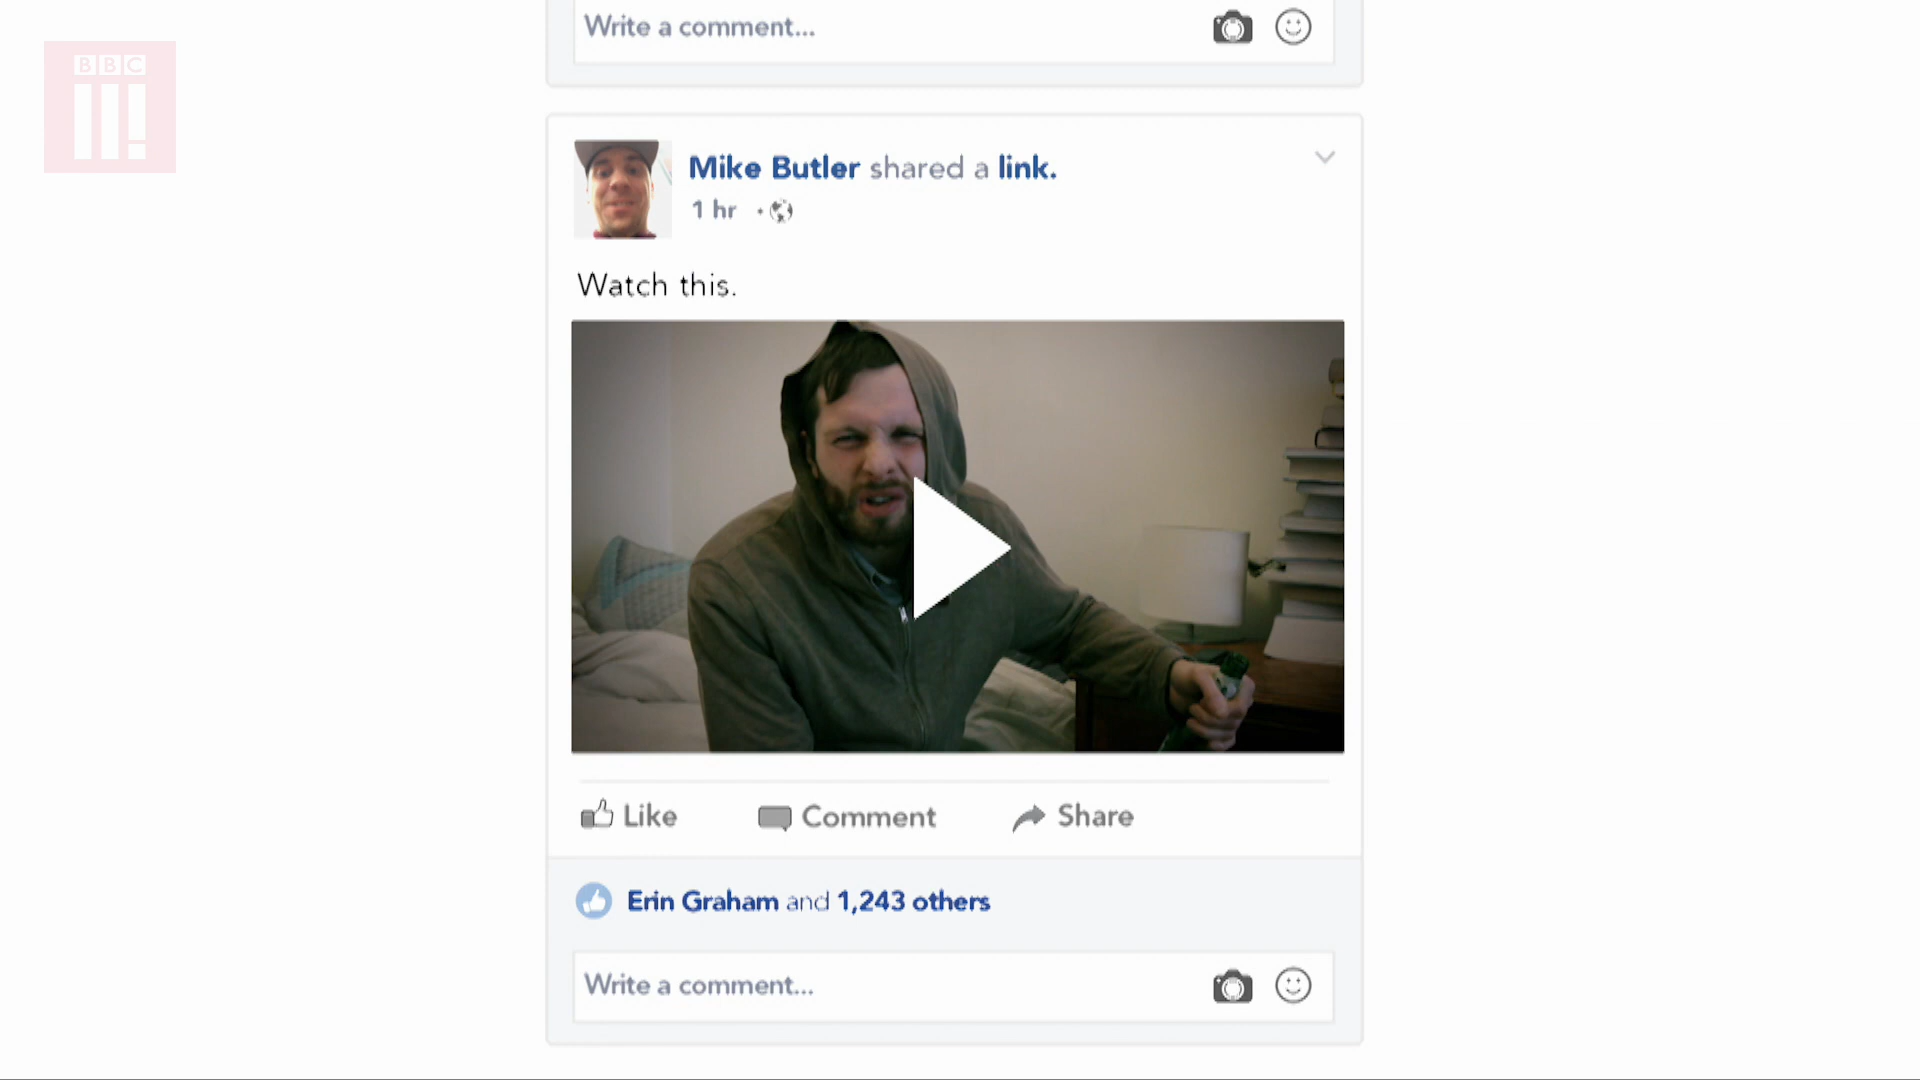 Write a comment...
BBC
Mike Butler shared a link.
1 hr
Watch this.
Like Comment Share
Erin Graham and 1,243 others
Write a comment...